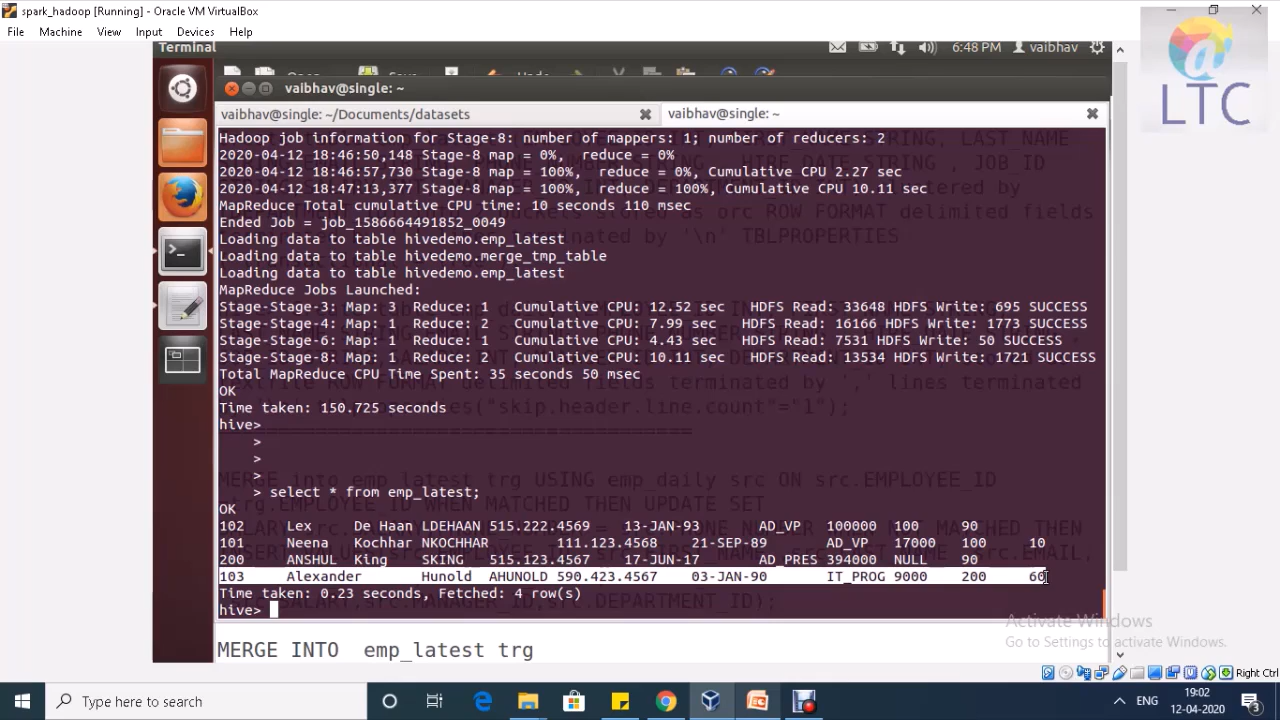 spark_hadoop [Running] - Oracle VM VirtualBox
File Machine View Input Devices Help
Terminal 6:48 PM vaibhav
vaibhav@single: ~
vaibhav@single: ~/Documents/datasets vaibhav@single: ~
Hadoop job information for Stage-8: number of mappers: 1; number of reducers: 2
2020-04-12 18:46:50,148 Stage-8 map = 0%, reduce = 0%
2020-04-12 18:46:57,730 Stage-8 map = 100%, reduce = 0%, Cumulative CPU 2.27 sec
2020-04-12 18:47:13,377 Stage-8 map = 100%, reduce = 100%, Cumulative CPU 10.11 sec
MapReduce Total cumulative CPU time: 10 seconds 110 msec
Ended Job = job_1586664491852_0049
Loading data to table hivedemo.emp_latest
Loading data to table hivedemo.merge_tmp_table
Loading data to table hivedemo.emp_latest
MapReduce Jobs Launched:
Stage-Stage-3: Map: 1 Reduce: 1 Cumulative CPU: 12.52 sec HDFS Read: 33648 HDFS Write: 695 SUCCESS
Stage-Stage-4: Map: 1 Reduce: 2 Cumulative CPU: 7.99 sec HDFS Read: 16166 HDFS Write: 1773 SUCCESS
Stage-Stage-6: Map: 1 Reduce: 1 Cumulative CPU: 4.43 sec HDFS Read: 7531 HDFS Write: 50 SUCCESS
Stage-Stage-8: Map: 1 Reduce: 2 Cumulative CPU: 10.11 sec HDFS Read: 13534 HDFS Write: 1721 SUCCESS
Total MapReduce CPU Time Spent: 35 seconds 50 msec
OK
Time taken: 150.725 seconds
hive>
>
>
>
> select * from emp_latest;
OK
102 Lex De Haan LDEHAAN 515.222.4569 13-JAN-93 AD_VP 100000 100 90
101 Neena Kochhar NKOCHHAR 111.123.4568 21-SEP-89 AD_VP 17000 100 10
200 ANSHUL King SKING 515.123.4567 17-JUN-17 AD_PRES 394000 NULL 90
103 Alexander Hunold AHUNOLD 590.423.4567 03-JAN-90 IT_PROG 9000 200 60
Time taken: 0.23 seconds, Fetched: 4 row(s)
hive>
MERGE INTO emp_latest trg
Activate Windows
Go to Settings to activate Windows.
Right Ctrl
Type here to search
ENG
19:02
12-04-2020
3
@
LTC